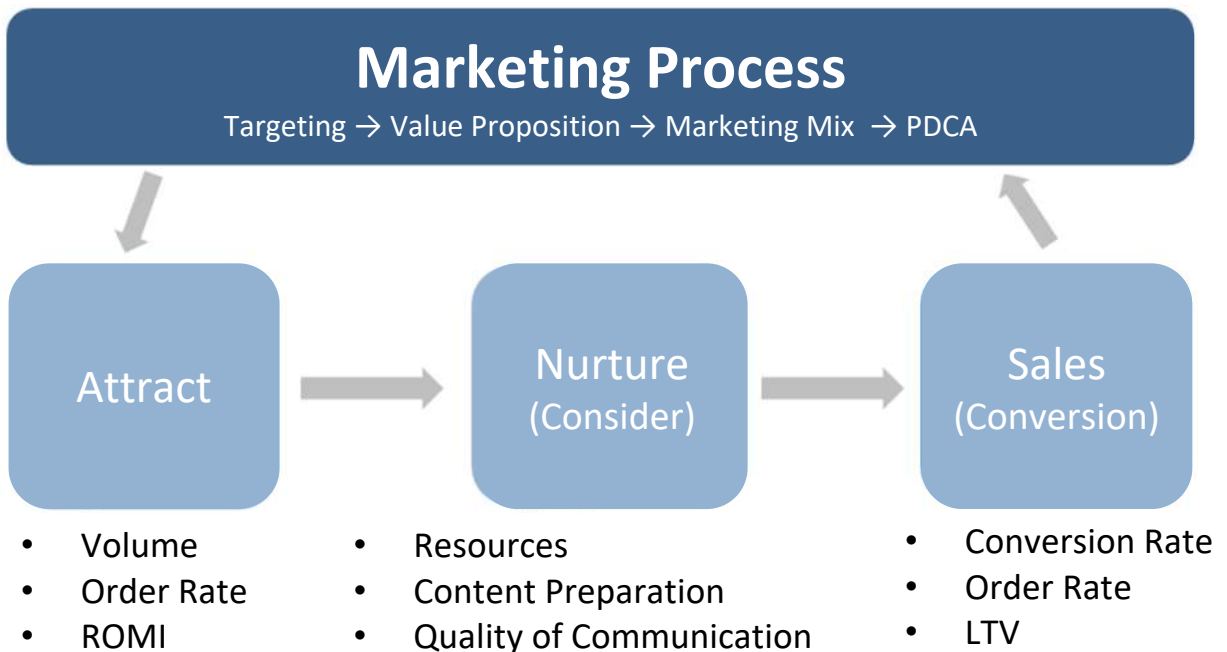 Marketing Process
Targeting → Value Proposition → Marketing Mix → PDCA
Attract
Nurture
(Consider)
Sales
(Conversion)
• Volume
• Order Rate
• ROMI
• Resources
• Content Preparation
• Quality of Communication
• Conversion Rate
• Order Rate
• LTV